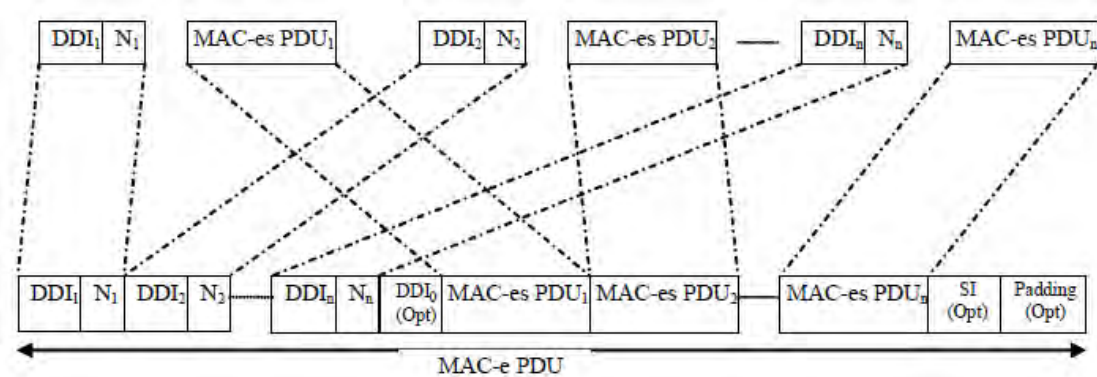 DDI₁ N₁ MAC-es PDU₁ DDI₂ N₂ MAC-es PDU₂ DDIₙ Nₙ MAC-es PDUₙ
DDI₁ N₁ DDI₂ N₂ DDIₙ Nₙ DDI₀ (Opt) MAC-es PDU₁ MAC-es PDU₂ MAC-es PDUₙ SI (Opt) Padding (Opt)
MAC-e PDU